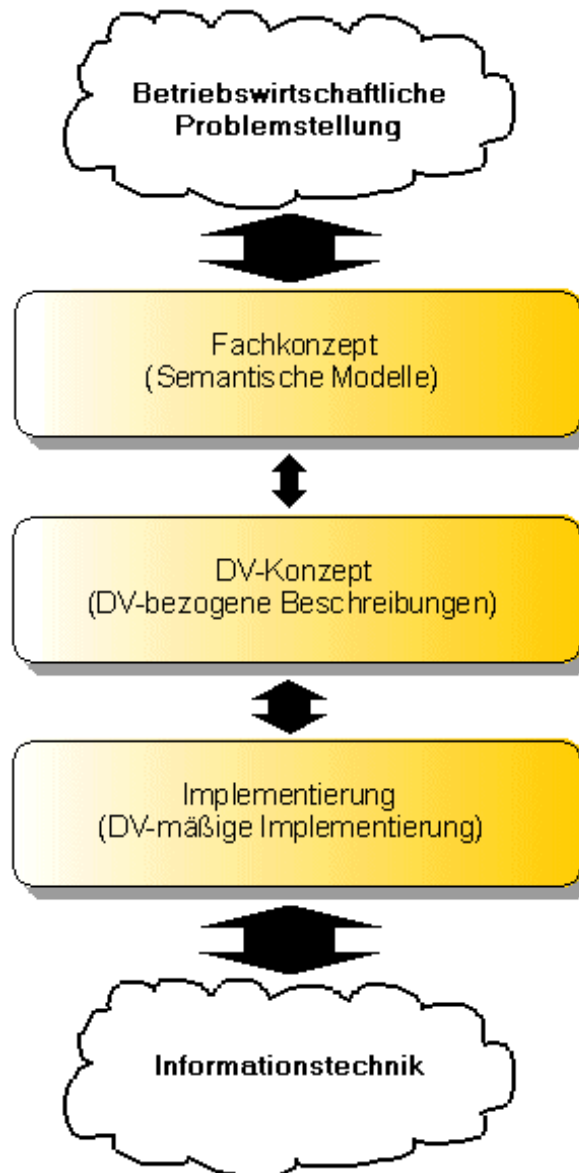 Betriebswirtschaftliche
Problemstellung
Fachkonzept
(Semantische Modelle)
DV-Konzept
(DV-bezogene Beschreibungen)
Implementierung
(DV-mäßige Implementierung)
Informationstechnik